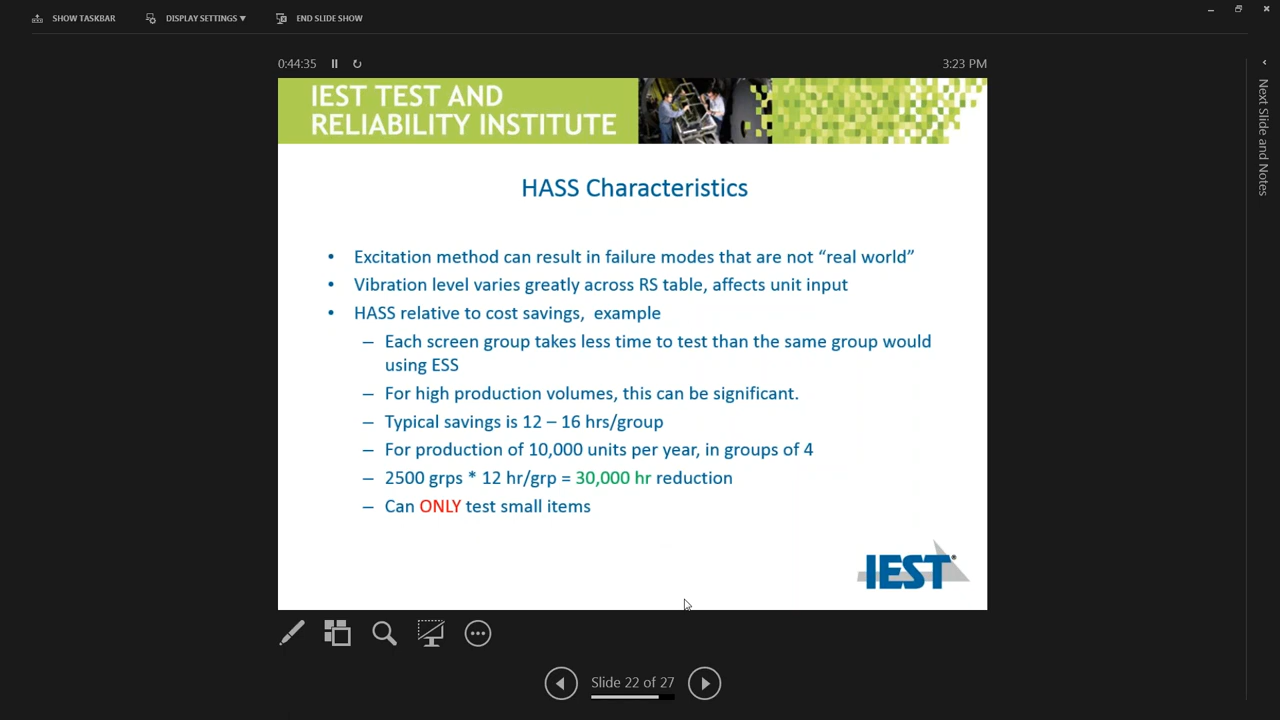 SHOW TASKBAR
DISPLAY SETTINGS ▾
END SLIDE SHOW
0:44:35
3:23 PM
IEST TEST AND
RELIABILITY INSTITUTE
HASS Characteristics
• Excitation method can result in failure modes that are not “real world”
• Vibration level varies greatly across RS table, affects unit input
• HASS relative to cost savings,  example
– Each screen group takes less time to test than the same group would
using ESS
– For high production volumes, this can be significant.
– Typical savings is 12 – 16 hrs/group
– For production of 10,000 units per year, in groups of 4
– 2500 grps * 12 hr/grp = 30,000 hr reduction
– Can ONLY test small items
IEST®
Slide 22 of 27
Next Slide and Notes